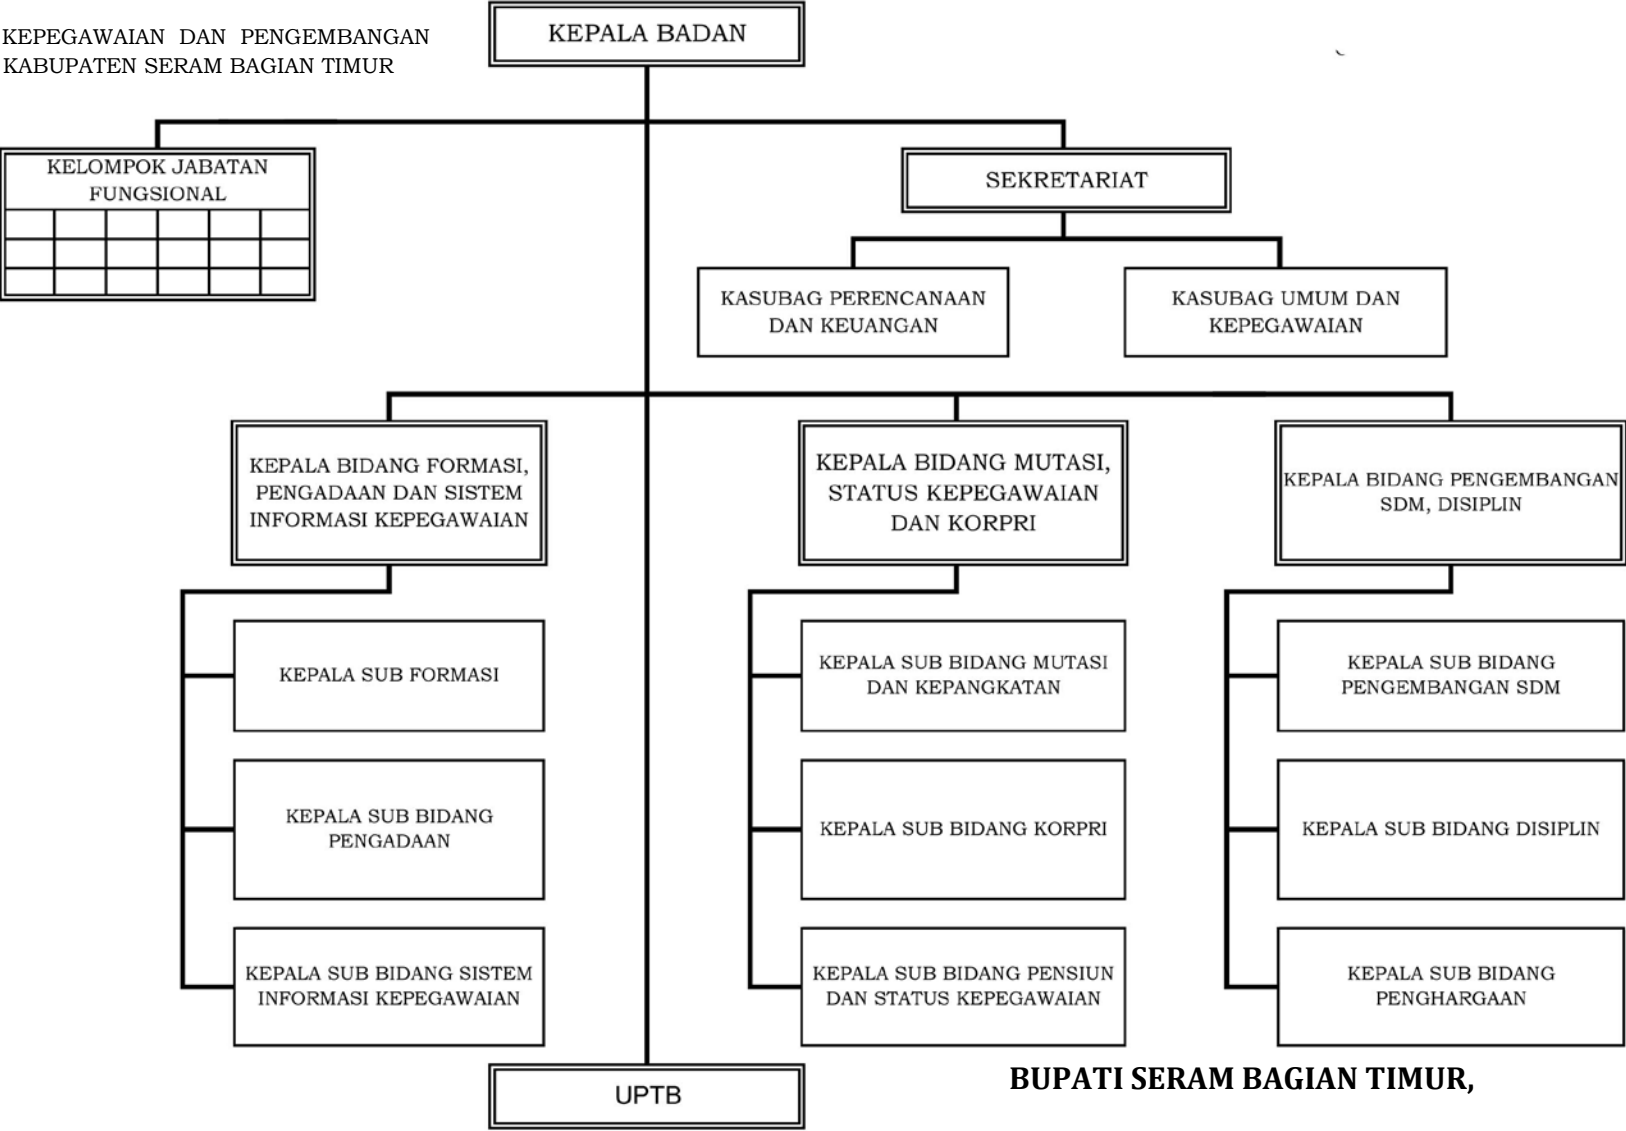 KEPEGAWAIAN DAN PENGEMBANGAN
KABUPATEN SERAM BAGIAN TIMUR
KEPALA BADAN
KELOMPOK JABATAN
FUNGSIONAL
SEKRETARIAT
KASUBAG PERENCANAAN
DAN KEUANGAN
KASUBAG UMUM DAN
KEPEGAWAIAN
KEPALA BIDANG FORMASI,
PENGADAAN DAN SISTEM
INFORMASI KEPEGAWAIAN
KEPALA BIDANG MUTASI,
STATUS KEPEGAWAIAN
DAN KORPRI
KEPALA BIDANG PENGEMBANGAN
SDM, DISIPLIN
KEPALA SUB FORMASI
KEPALA SUB BIDANG
PENGADAAN
KEPALA SUB BIDANG SISTEM
INFORMASI KEPEGAWAIAN
KEPALA SUB BIDANG MUTASI
DAN KEPANGKATAN
KEPALA SUB BIDANG KORPRI
KEPALA SUB BIDANG PENSIUN
DAN STATUS KEPEGAWAIAN
KEPALA SUB BIDANG
PENGEMBANGAN SDM
KEPALA SUB BIDANG DISIPLIN
KEPALA SUB BIDANG
PENGHARGAAN
UPTB
BUPATI SERAM BAGIAN TIMUR,